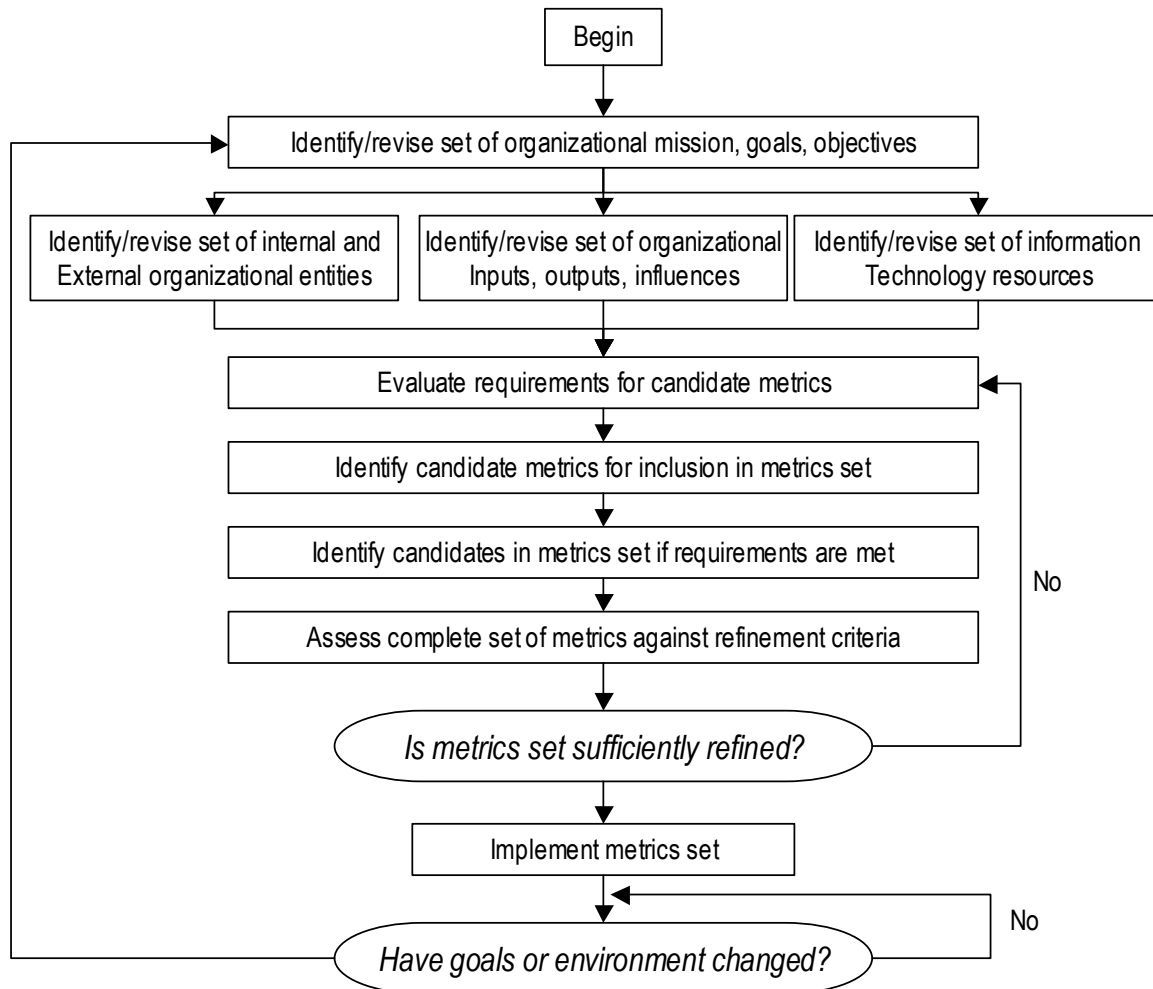 Begin
Identify/revise set of organizational mission, goals, objectives
Identify/revise set of internal and
External organizational entities
Identify/revise set of organizational
Inputs, outputs, influences
Identify/revise set of information
Technology resources
Evaluate requirements for candidate metrics
Identify candidate metrics for inclusion in metrics set
Identify candidates in metrics set if requirements are met
No
Assess complete set of metrics against refinement criteria
Is metrics set sufficiently refined?
Implement metrics set
No
Have goals or environment changed?